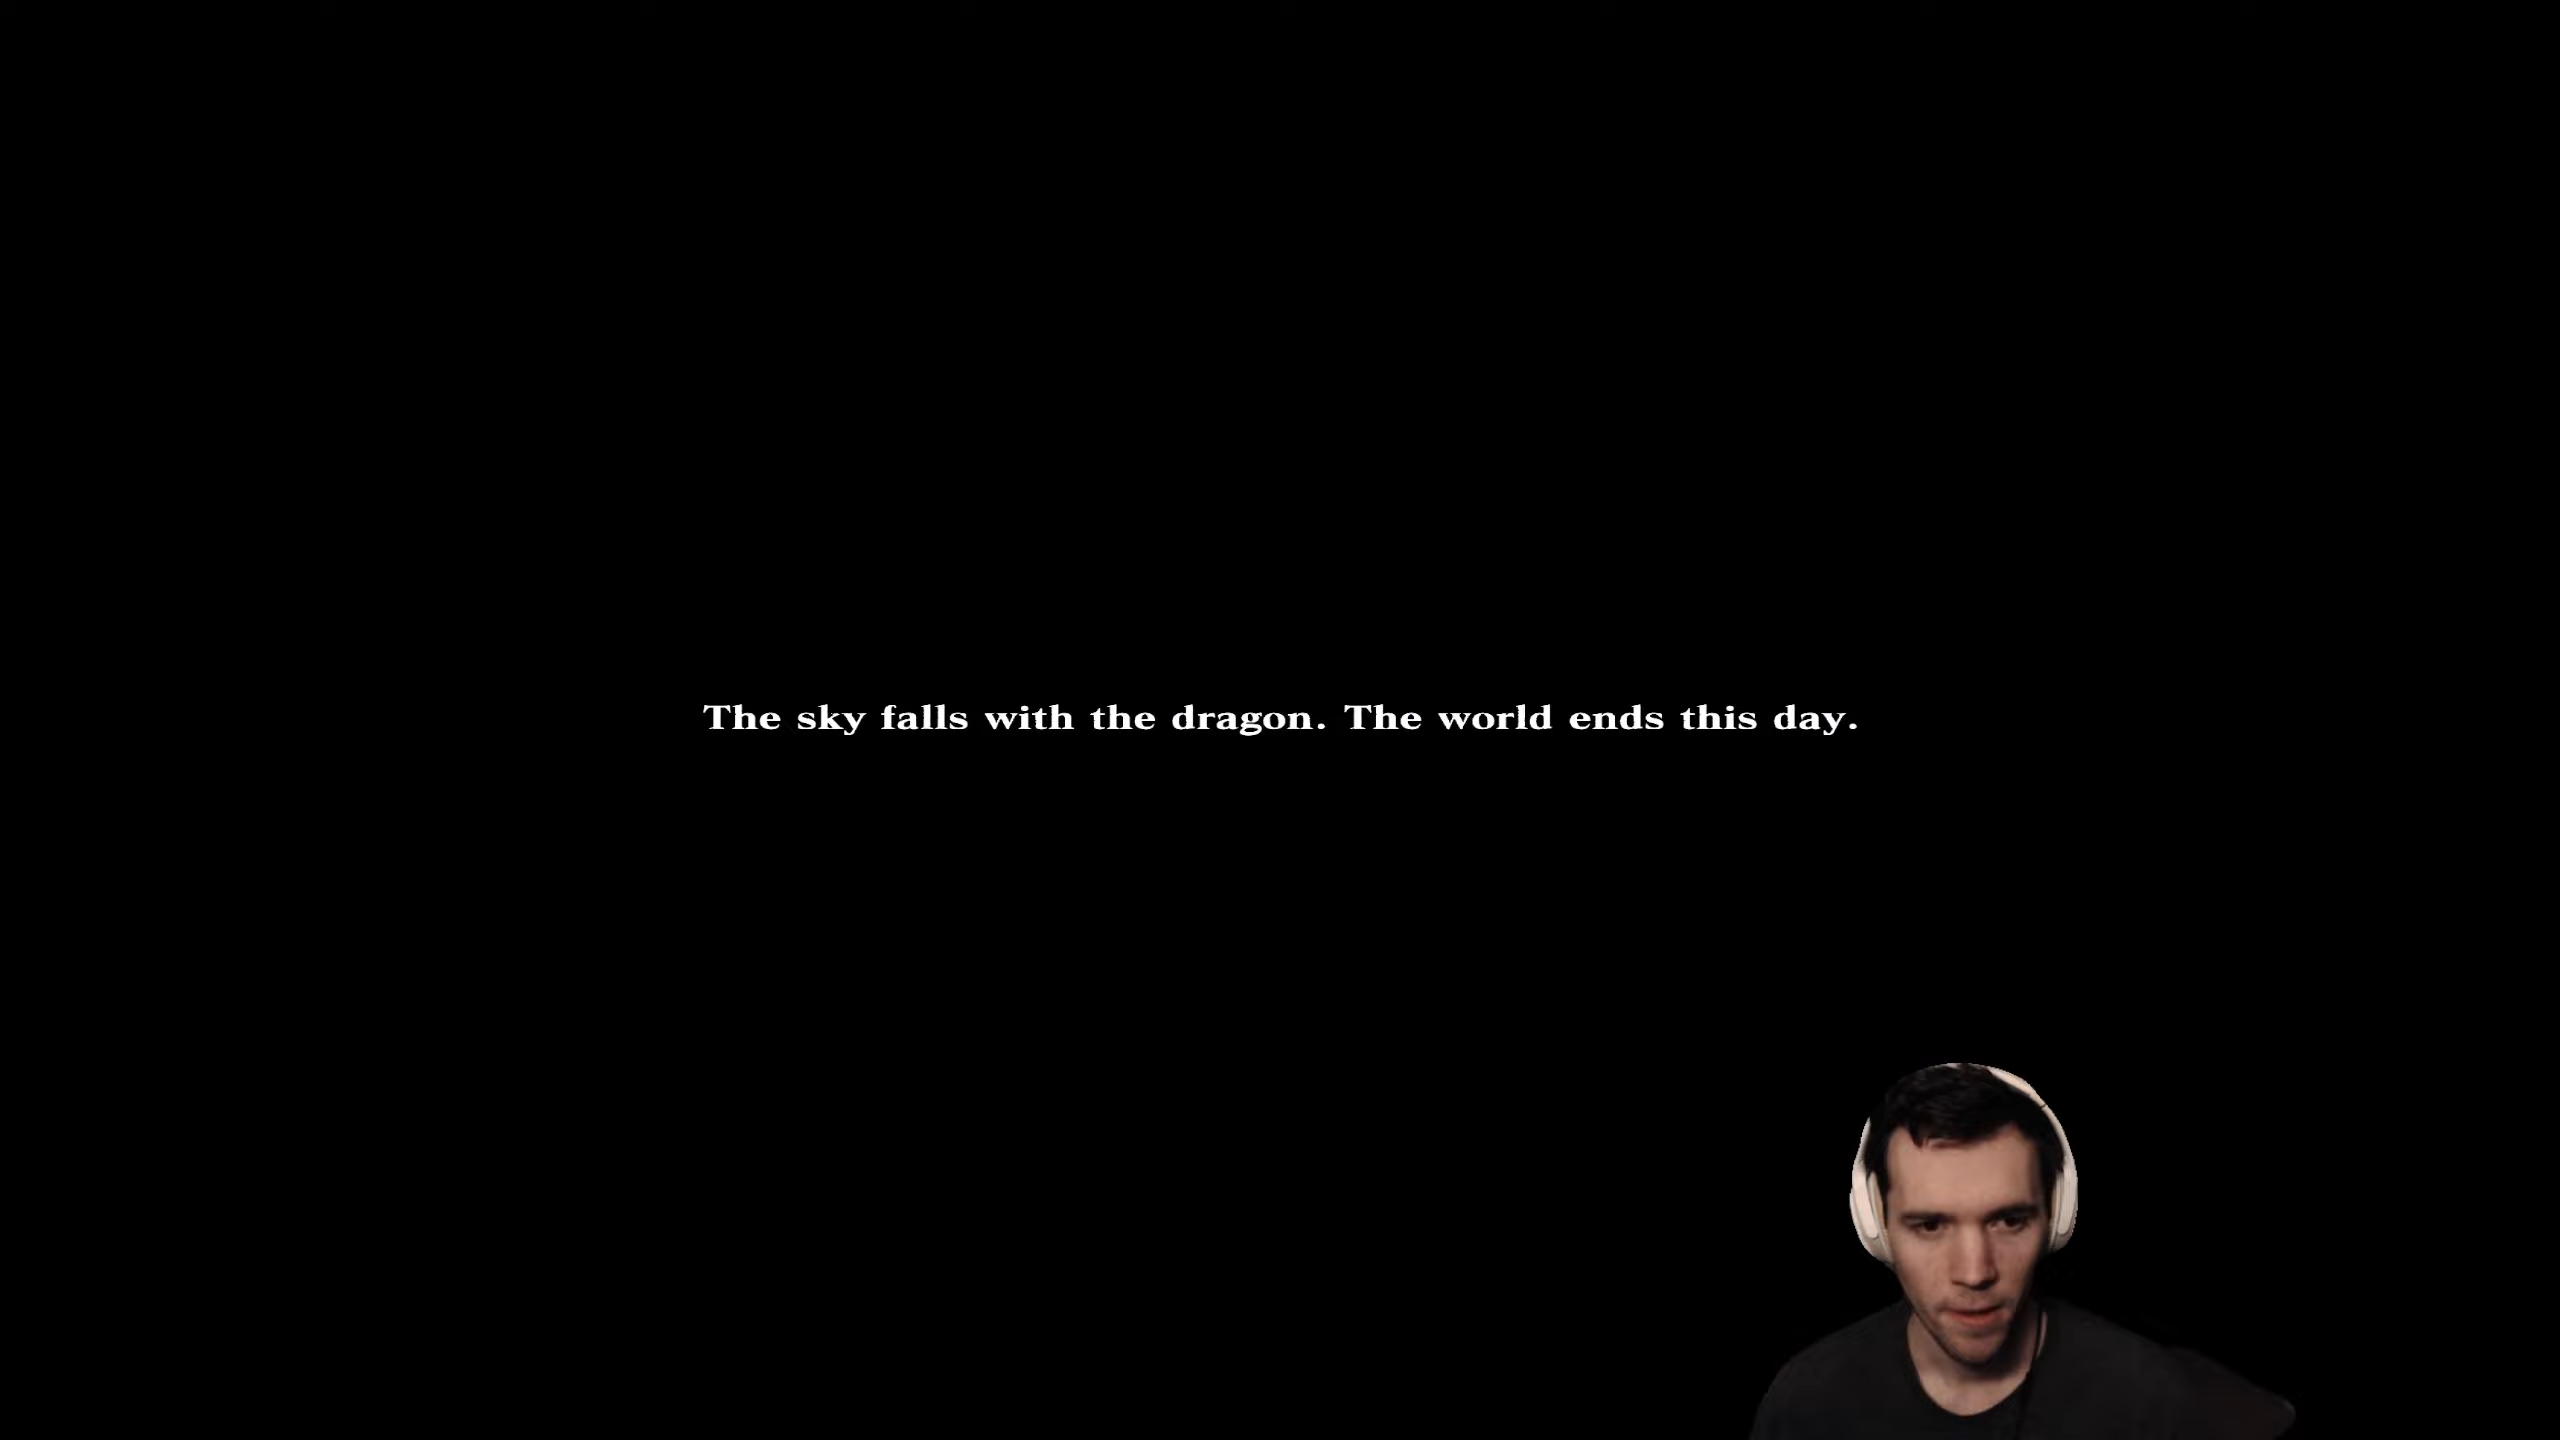 The sky falls with the dragon. The world ends this day.